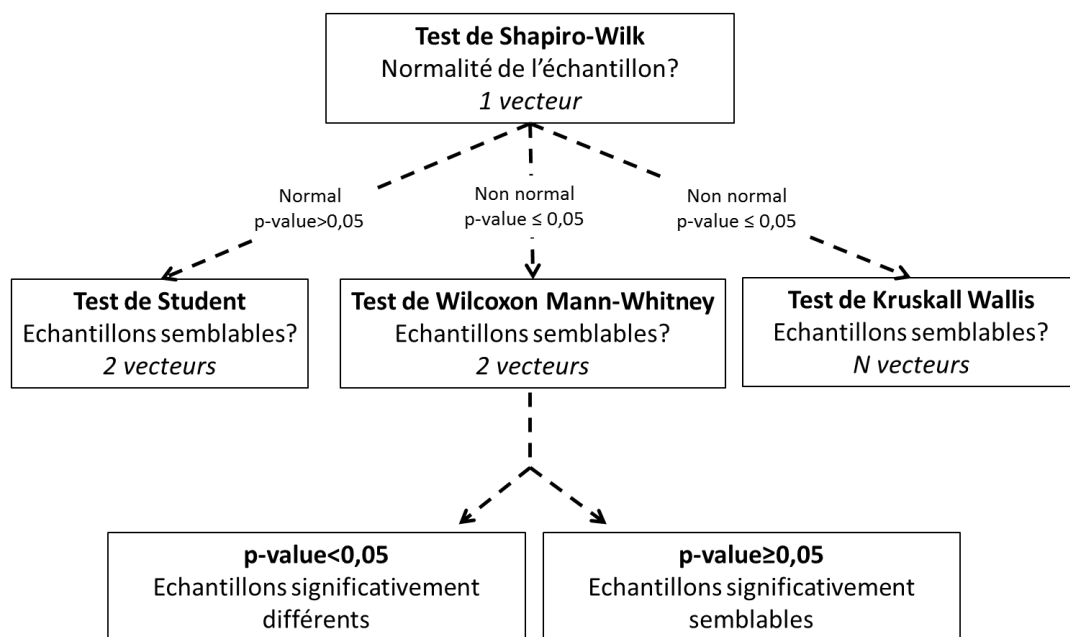 Test de Shapiro-Wilk
Normalité de l'échantillon?
1 vecteur
Normal
p-value>0,05
Non normal
p-value ≤ 0,05
Non normal
p-value ≤ 0,05
Test de Student
Echantillons semblables?
2 vecteurs
Test de Wilcoxon Mann-Whitney
Echantillons semblables?
2 vecteurs
Test de Kruskall Wallis
Echantillons semblables?
N vecteurs
p-value<0,05
Echantillons significativement
différents
p-value≥0,05
Echantillons significativement
semblables